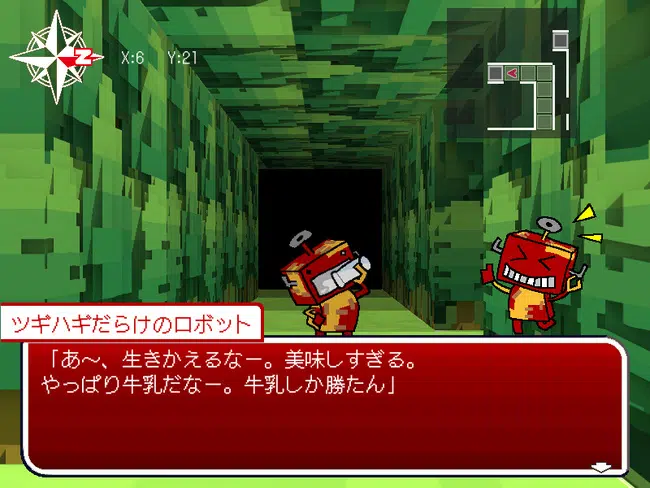 Z
X:6 Y:21
ツギハギだらけのロボット
「あ～、生きかえるなー。美味しすぎる。
やっぱり牛乳だなー。牛乳しか勝たん」